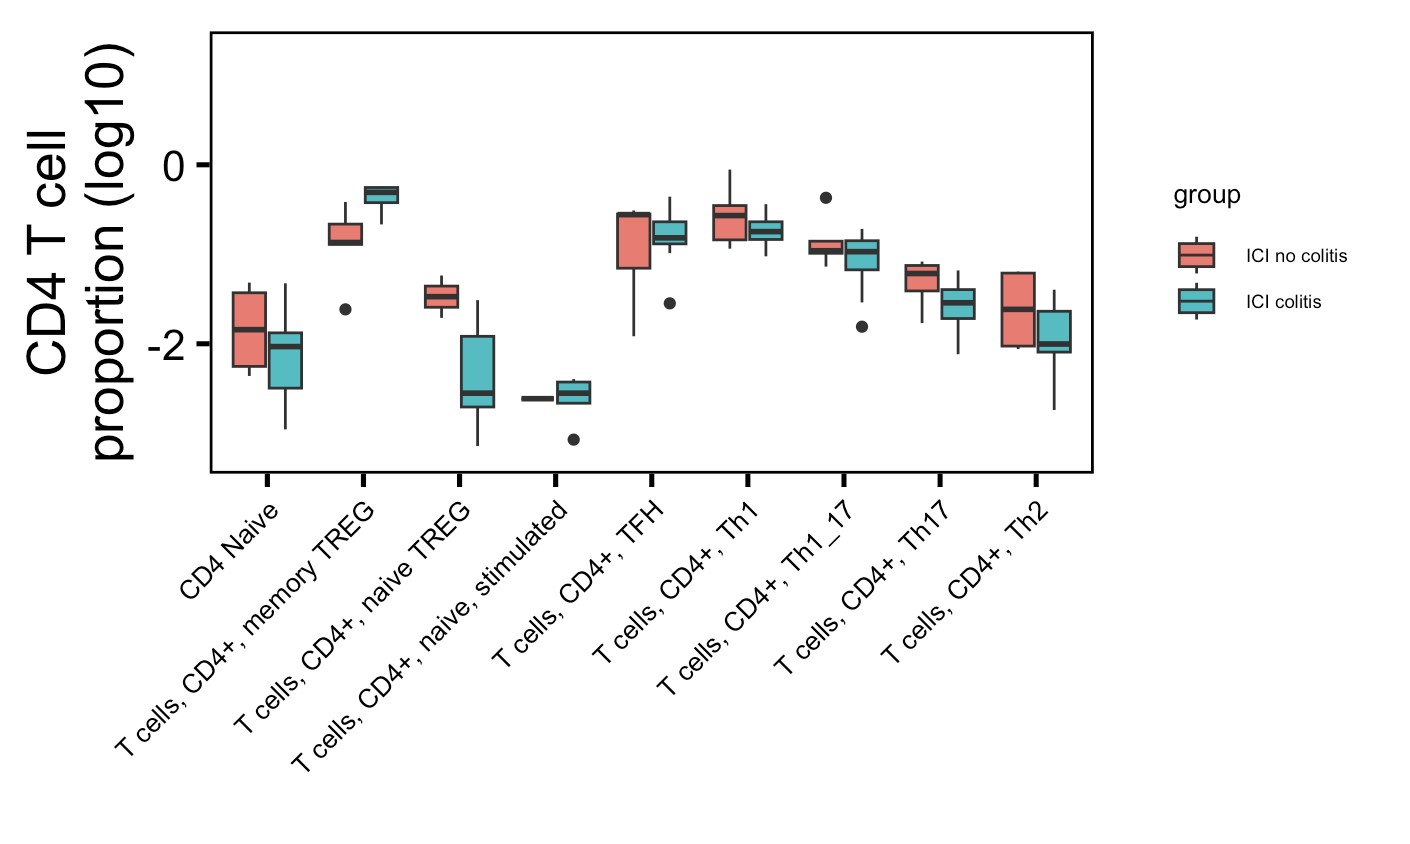 CD4 T cell
proportion (log10)
0
-2
CD4 Naive
T cells, CD4+, memory TREG
T cells, CD4+, naive TREG
T cells, CD4+, naive, stimulated
T cells, CD4+, TFH
T cells, CD4+, Th1
T cells, CD4+, Th1_17
T cells, CD4+, Th17
T cells, CD4+, Th2
group
ICI no colitis
ICI colitis